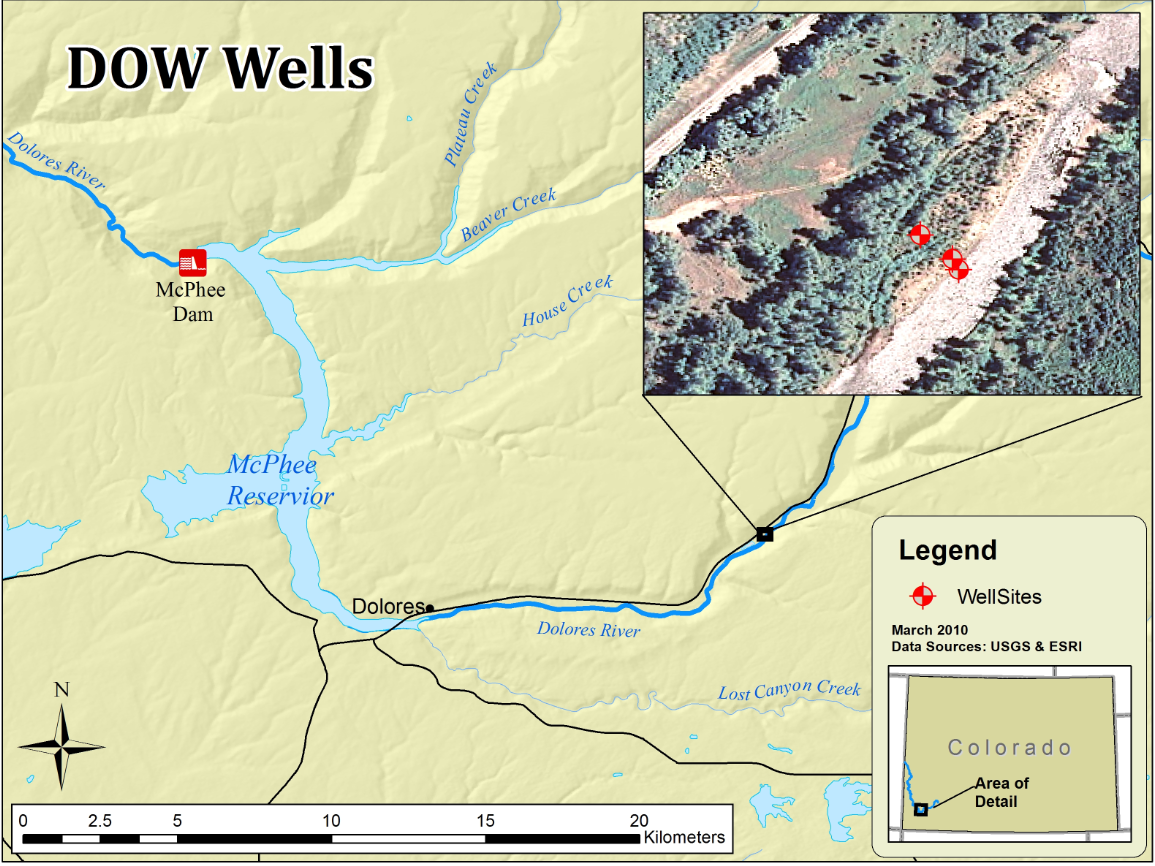 DOW Wells
Plateau Creek
Dolores River
Beaver Creek
McPhee
Dam
House Creek
McPhee
Reservior
Dolores
Dolores River
Lost Canyon Creek
N
0 2.5 5 10 15 20
Kilometers
Legend
WellSites
March 2010
Data Sources: USGS & ESRI
Colorado
Area of
Detail